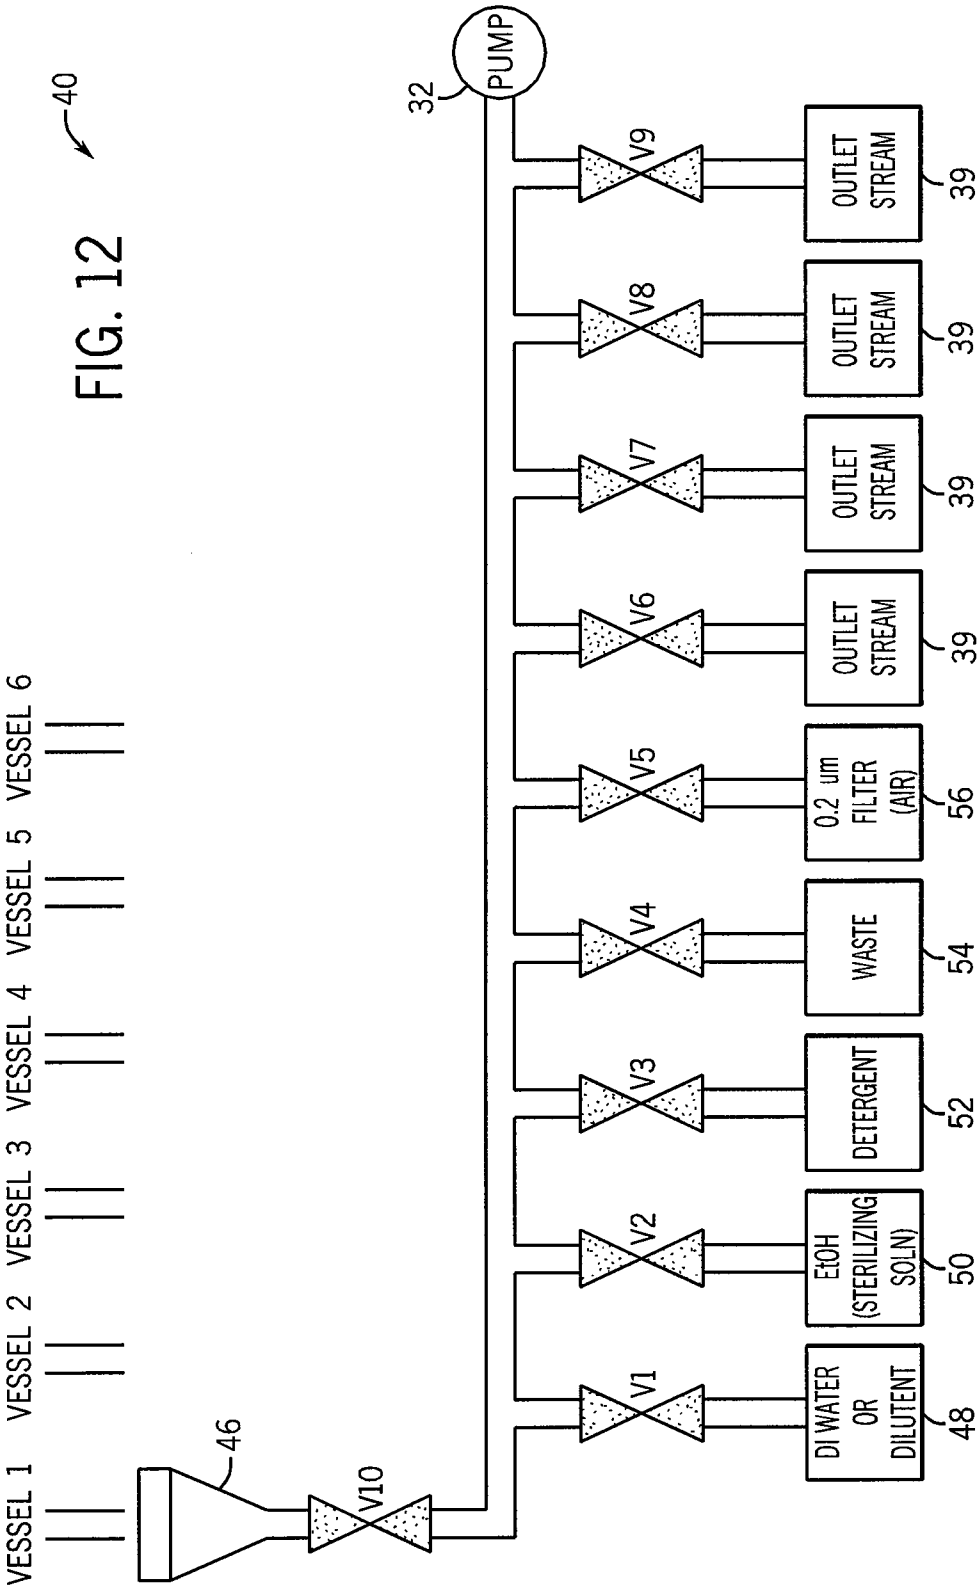 FIG. 12
40
VESSEL 1
VESSEL 2
VESSEL 3
VESSEL 4
VESSEL 5
VESSEL 6
46
V10
32
PUMP
V1
V2
V3
V4
V5
V6
V7
V8
V9
DI WATER
OR
DILUTENT
48
EtOH
(STERILIZING
SOLN)
50
DETERGENT
52
WASTE
54
0.2 um
FILTER
(AIR)
56
OUTLET
STREAM
39
OUTLET
STREAM
39
OUTLET
STREAM
39
OUTLET
STREAM
39